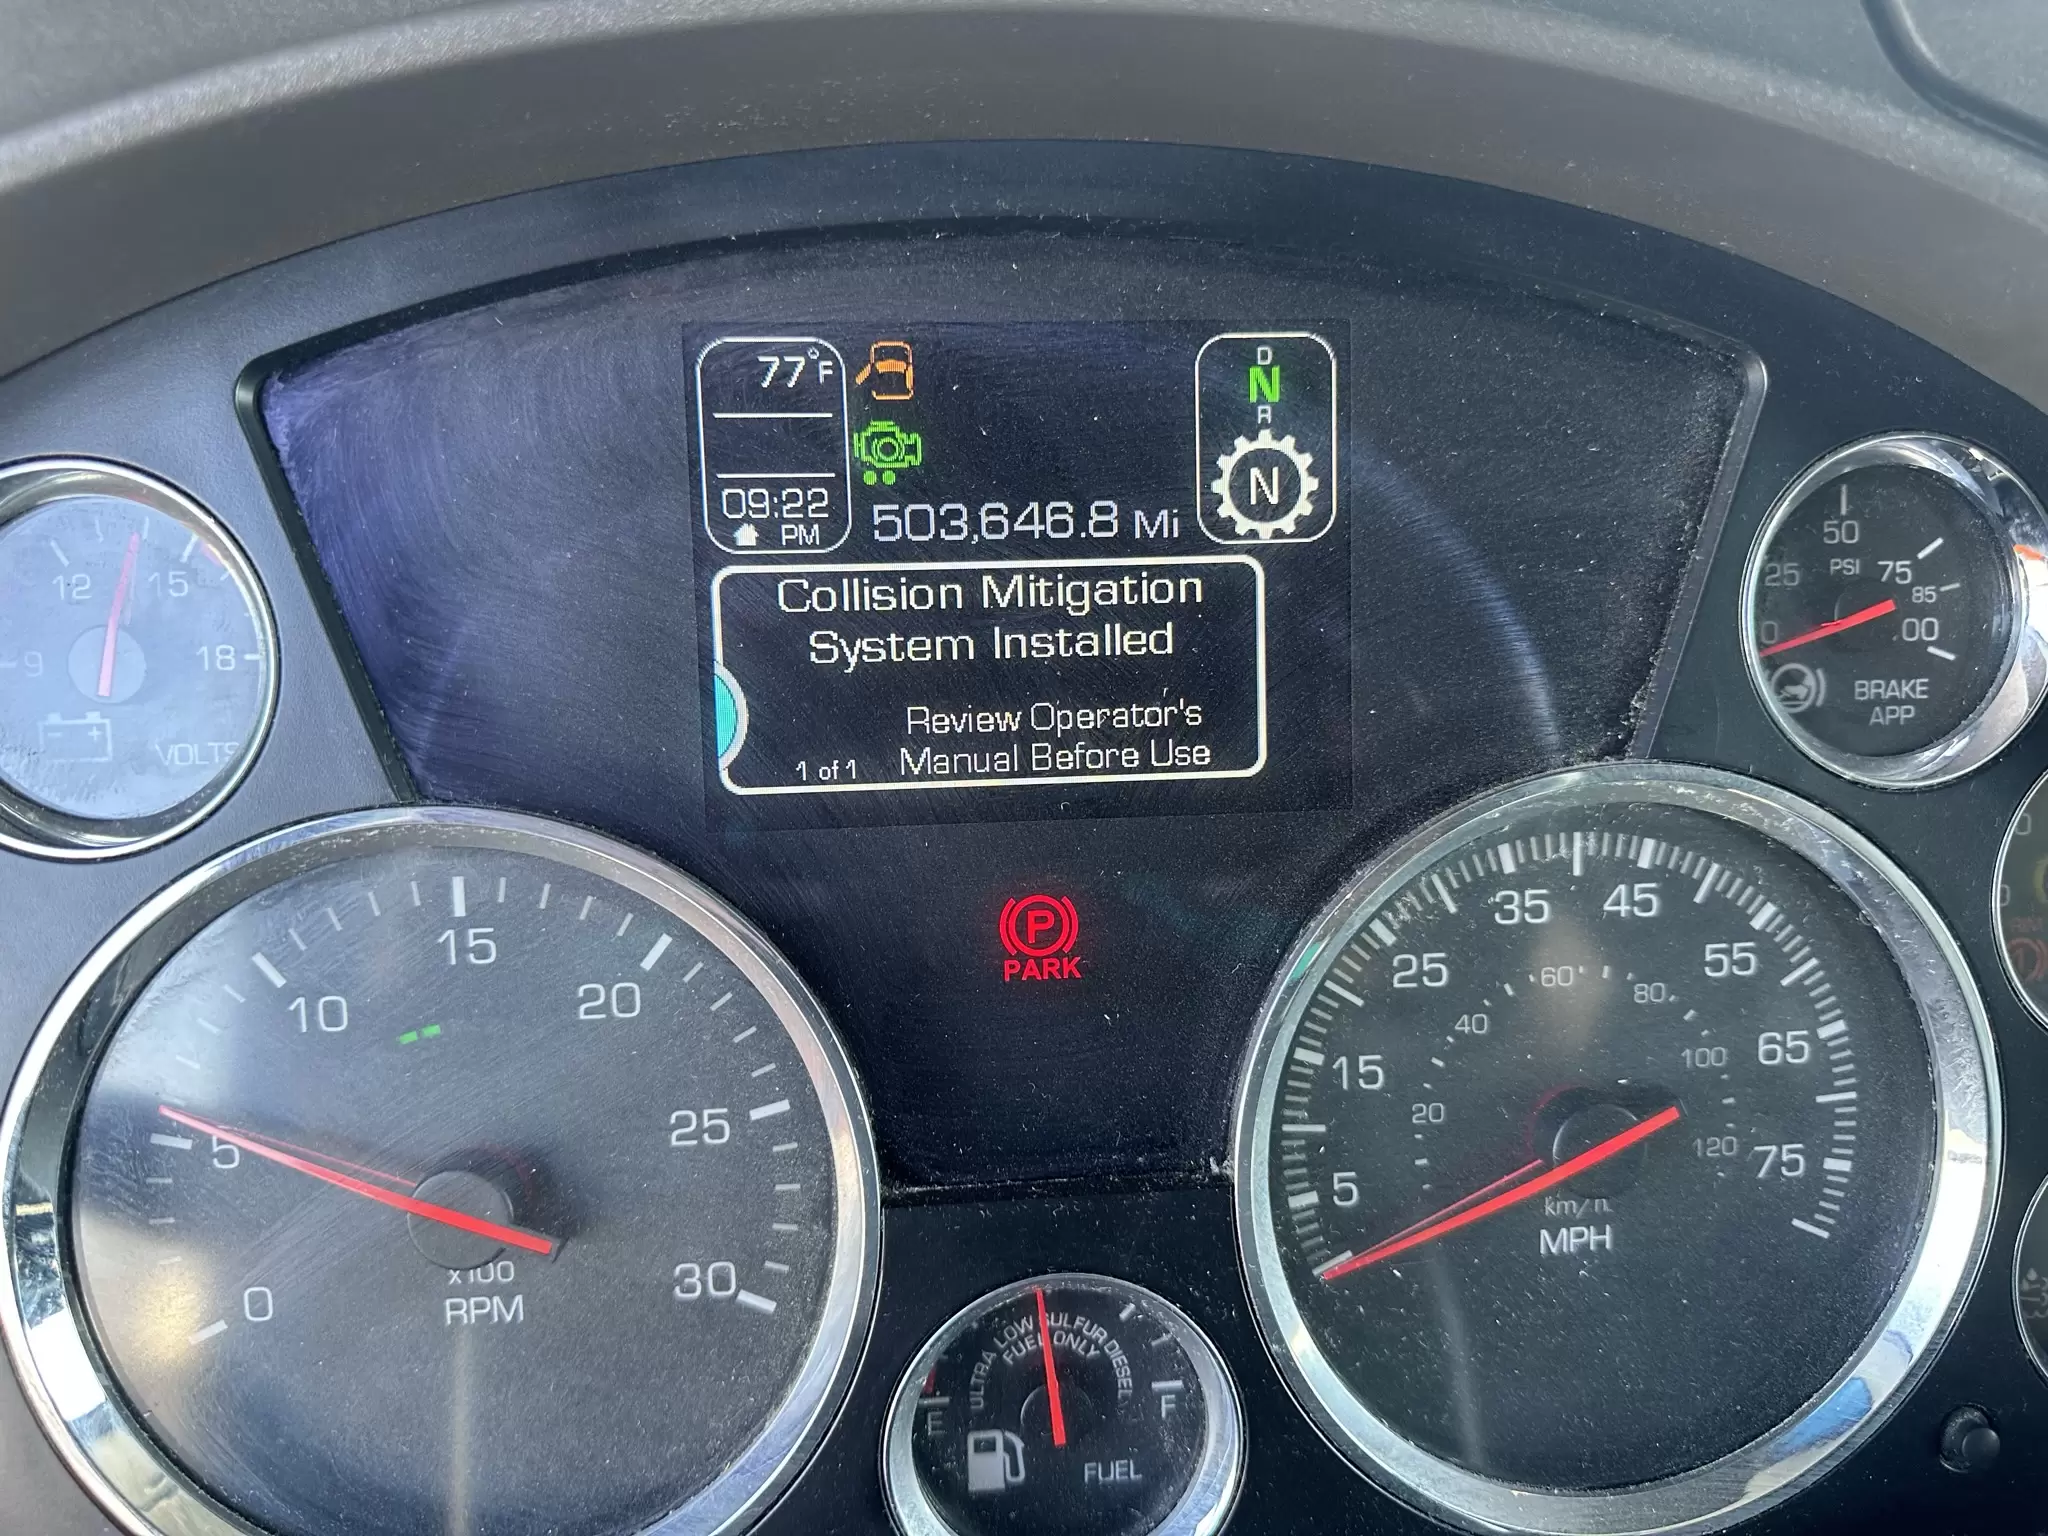 77°F
D
N
R
N
09:22
PM
503,646.8 Mi
Collision Mitigation
System Installed
Review Operator's
1 of 1 Manual Before Use
9
12
15
18
VOLTS
25
50
75
85
PSI
0
BRAKE
APP
P
PARK
0
5
10
15
20
25
30
x100
RPM
5
15
25
35
45
55
65
75
20
40
60
80
100
120
MPH
ULTRA LOW SULFUR DIESEL
FUEL ONLY
E
F
FUEL